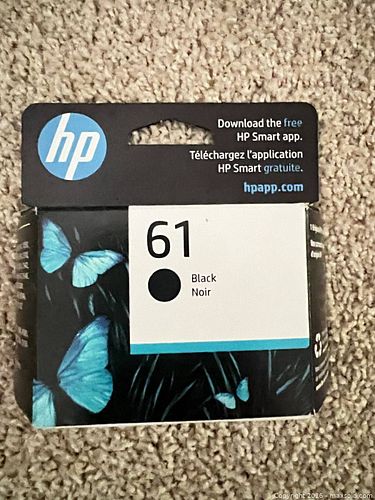 hp
Download the free
HP Smart app.
Téléchargez l'application
HP Smart gratuite.
hpapp.com
61
Black
Noir
Copyright 2026 - maxsold.com